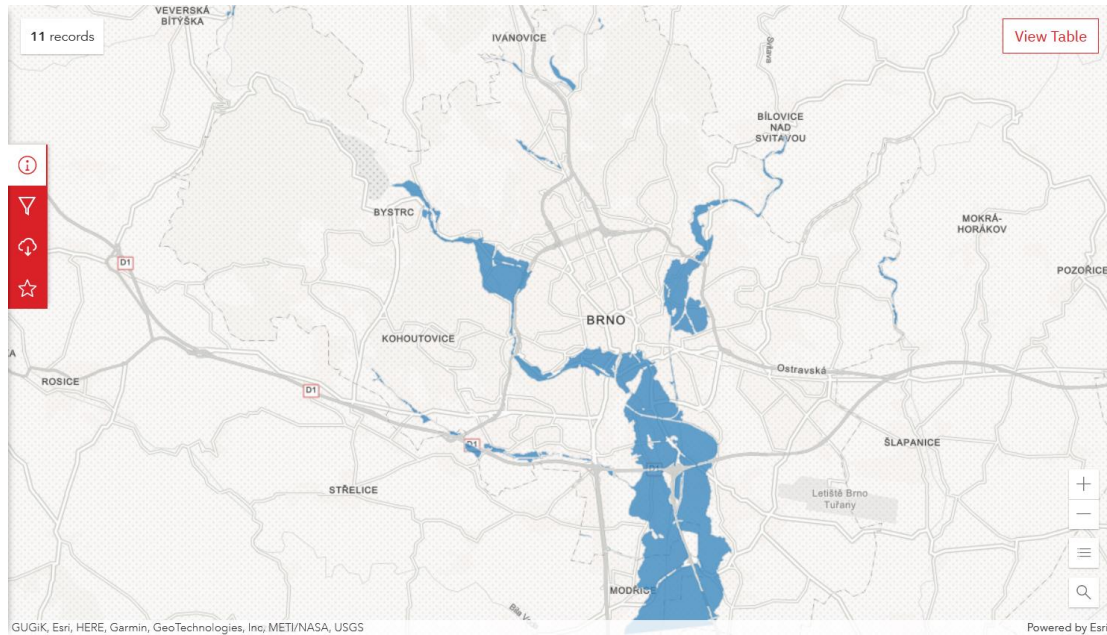 VEVERSKÁ
BÍTÝŠKA
11 records
IVANOVICE
View Table
Svitava
BÍLOVICE
NAD
SVITAVOU
BYSTRC
MOKRÁ-
HORÁKOV
D1
POZOŘICE
BRNO
KOHOUTOVICE
Ostravská
ROSICE
D1
D1
ŠLAPANICE
STŘELICE
D1
Letiště Brno
Tuřany
MODŘICE
GUGiK, Esri, HERE, Garmin, GeoTechnologies, Inc, METI/NASA, USGS
Powered by Esri